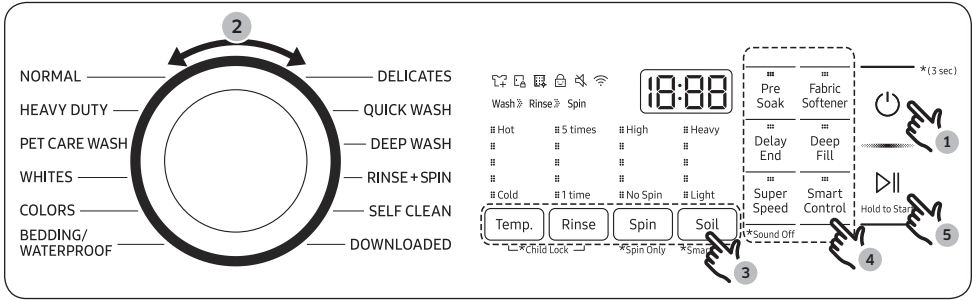 2
NORMAL
HEAVY DUTY
PET CARE WASH
WHITES
COLORS
BEDDING/
WATERPROOF
DELICATES
QUICK WASH
DEEP WASH
RINSE+SPIN
SELF CLEAN
DOWNLOADED
18:88
Wash》 Rinse》 Spin
Hot 5 times High Heavy
Cold 1 time No Spin Light
Temp. Rinse Spin Soil
*Child Lock *Spin Only *Smar
3
Pre
Soak
Fabric
Softener
Delay
End
Deep
Fill
Super
Speed
Smart
Control
*Sound Off
4
*(3 sec)
1
Hold to Start
5